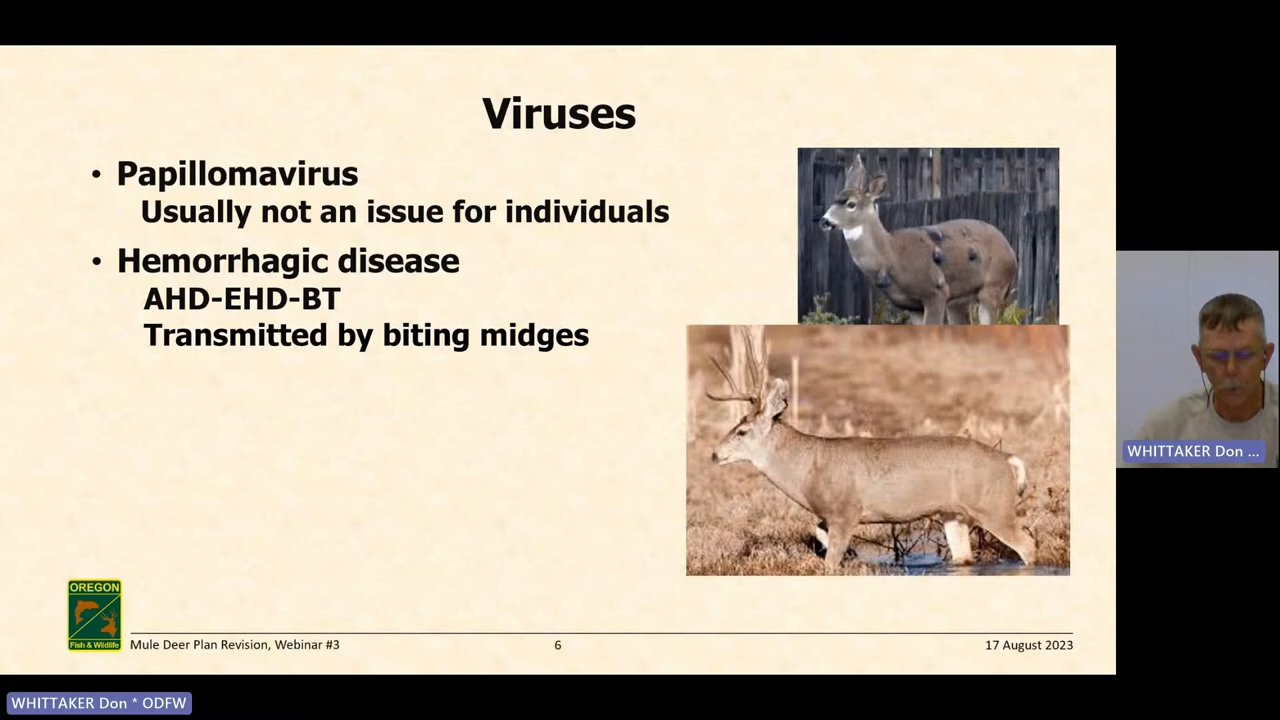 Viruses
• Papillomavirus
Usually not an issue for individuals
• Hemorrhagic disease
AHD-EHD-BT
Transmitted by biting midges
OREGON
Fish & Wildlife
Mule Deer Plan Revision, Webinar #3
6
17 August 2023
WHITTAKER Don ...
WHITTAKER Don * ODFW